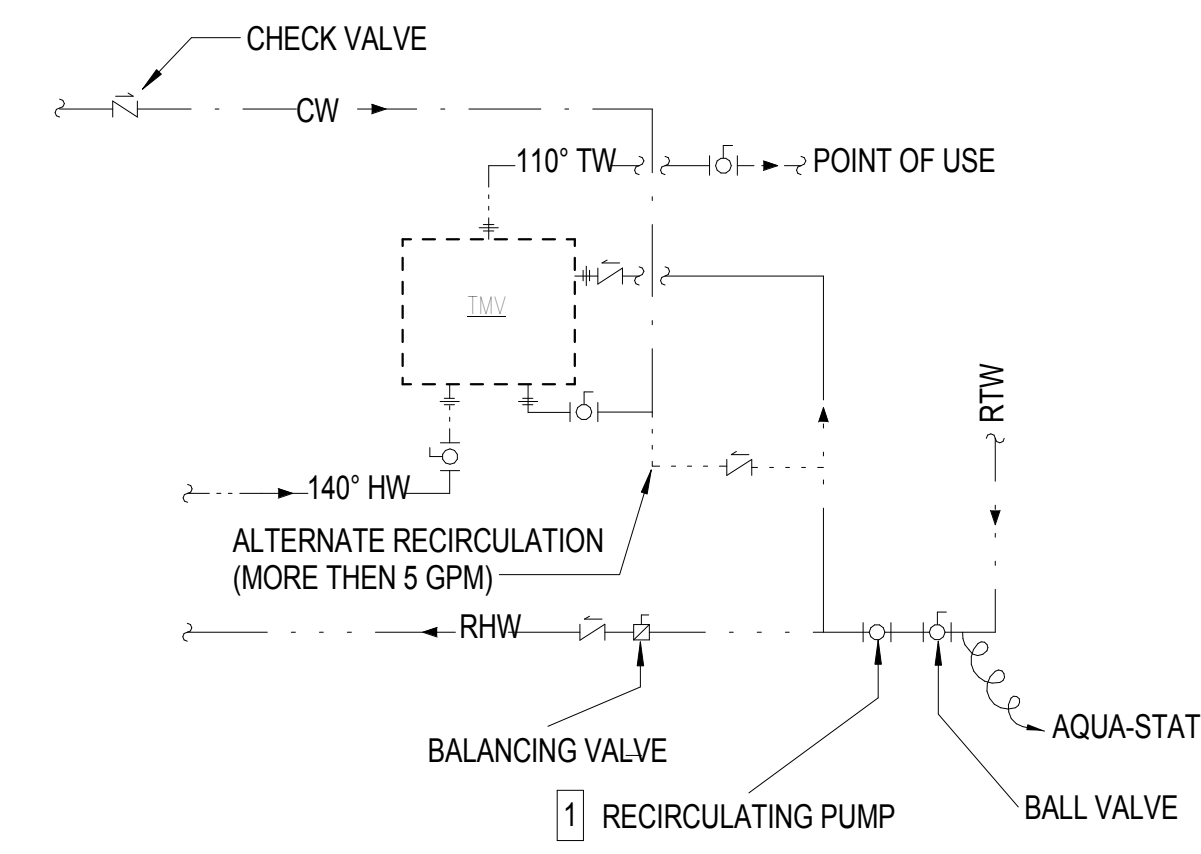 CHECK VALVE
CW
110° TW
POINT OF USE
TMV
RTW
140° HW
ALTERNATE RECIRCULATION
(MORE THEN 5 GPM)
RHW
AQUA-STAT
BALANCING VALVE
1 RECIRCULATING PUMP
BALL VALVE